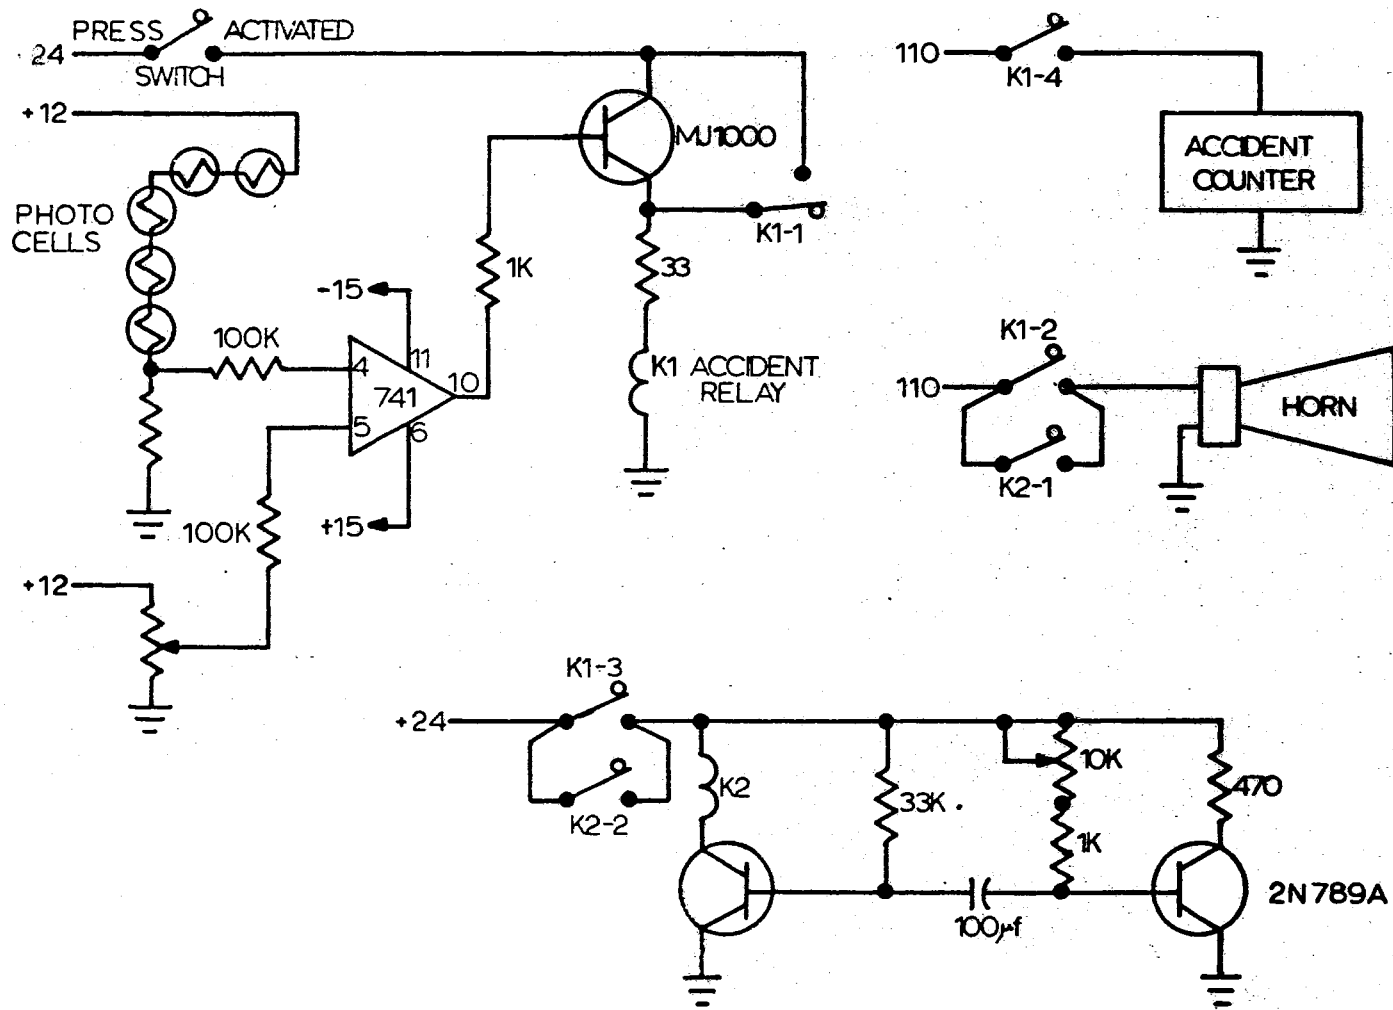 PRESS ACTIVATED
24
SWITCH
+12
PHOTO
CELLS
100K
-15
4
11
741
10
5
6
+15
100K
+12
1K
MJ1000
K1-1
33
K1 ACCIDENT
RELAY
110
K1-4
ACCIDENT
COUNTER
K1-2
110
HORN
K2-1
K1-3
+24
K2-2
K2
33K
10K
1K
470
100µf
2N789A